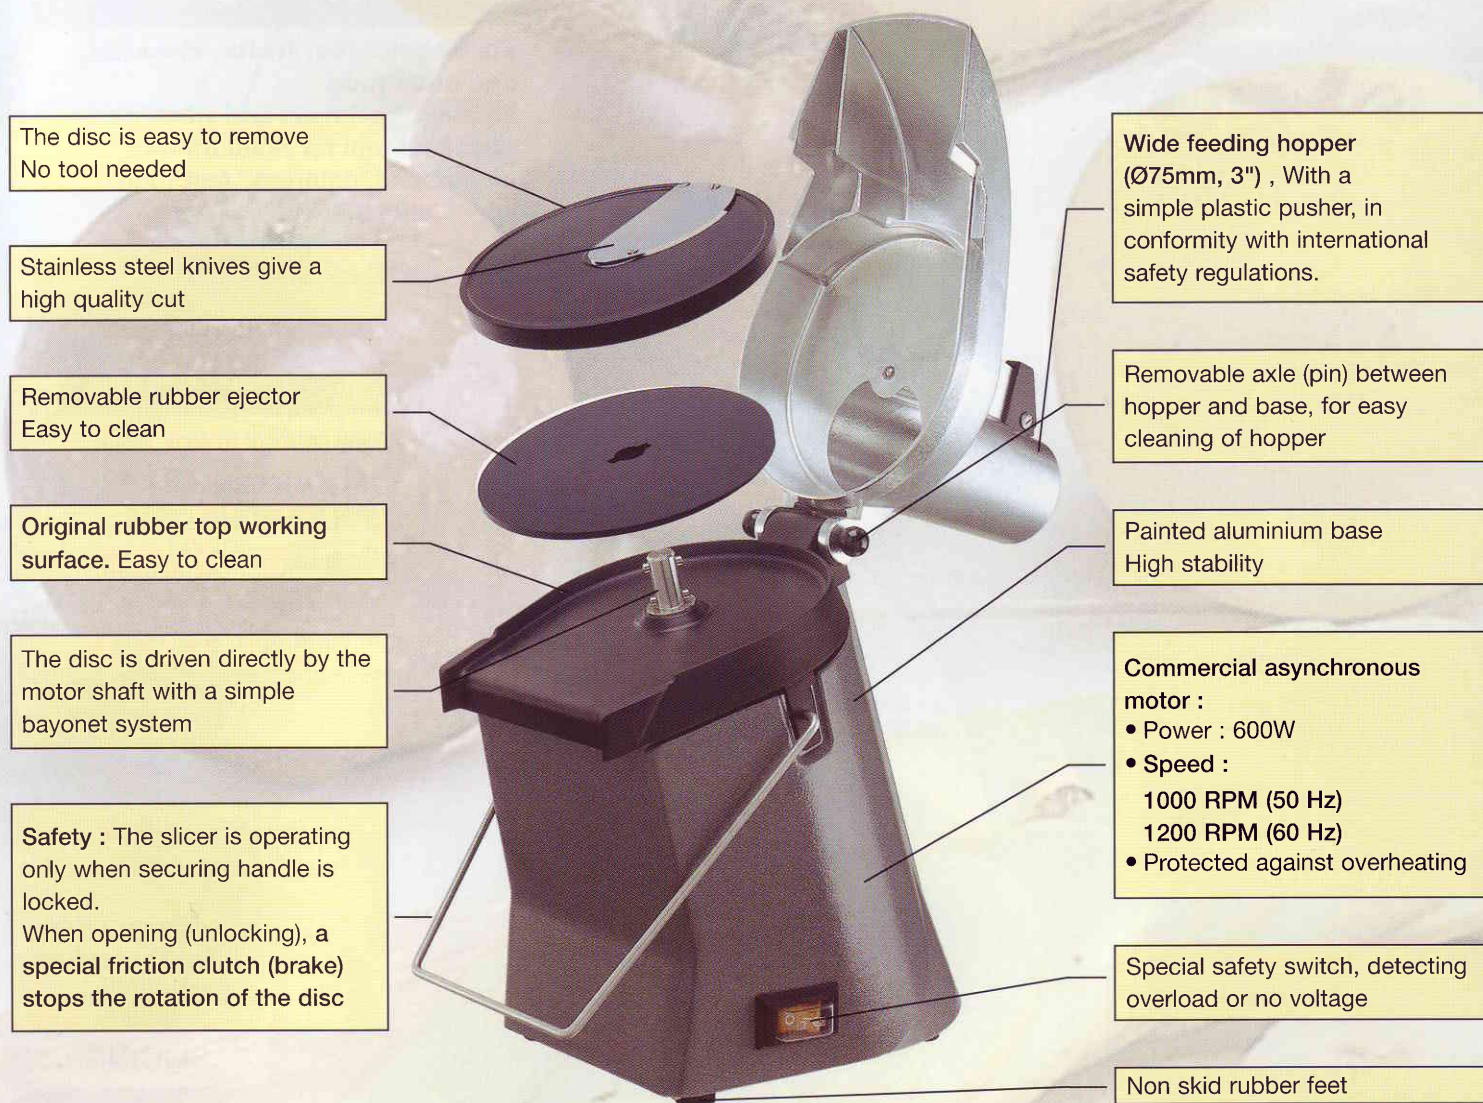 The disc is easy to remove
No tool needed
Stainless steel knives give a
high quality cut
Removable rubber ejector
Easy to clean
Original rubber top working
surface. Easy to clean
The disc is driven directly by the
motor shaft with a simple
bayonet system
Safety : The slicer is operating
only when securing handle is
locked.
When opening (unlocking), a
special friction clutch (brake)
stops the rotation of the disc
Wide feeding hopper
(Ø75mm, 3") , With a
simple plastic pusher, in
conformity with international
safety regulations.
Removable axle (pin) between
hopper and base, for easy
cleaning of hopper
Painted aluminium base
High stability
Commercial asynchronous
motor :
• Power : 600W
• Speed :
1000 RPM (50 Hz)
1200 RPM (60 Hz)
• Protected against overheating
Special safety switch, detecting
overload or no voltage
Non skid rubber feet